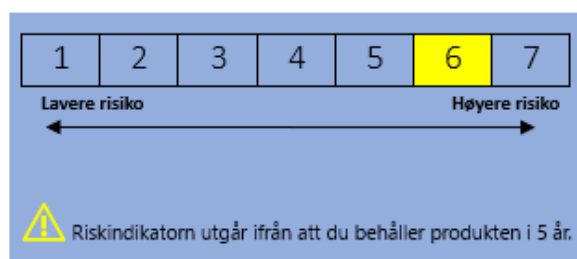 1 2 3 4 5 6 7
Lavere risiko Høyere risiko
Riskindikatorn utgår ifrån att du behåller produkten i 5 år.